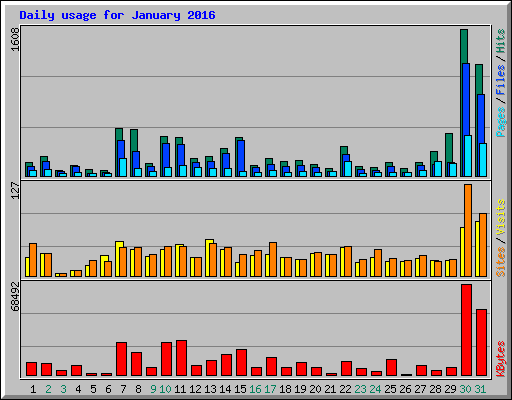 Daily usage for January 2016
1608
Pages / Files / Hits
127
Sites / Visits
68492
KBytes
1 2 3 4 5 6 7 8 9 10 11 12 13 14 15 16 17 18 19 20 21 22 23 24 25 26 27 28 29 30 31